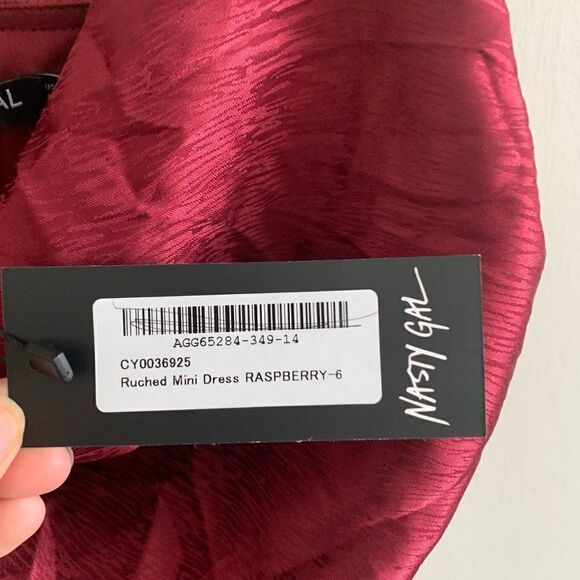 AL
AGG65284-349-14
CY0036925
Ruched Mini Dress RASPBERRY-6
NASTY GAL